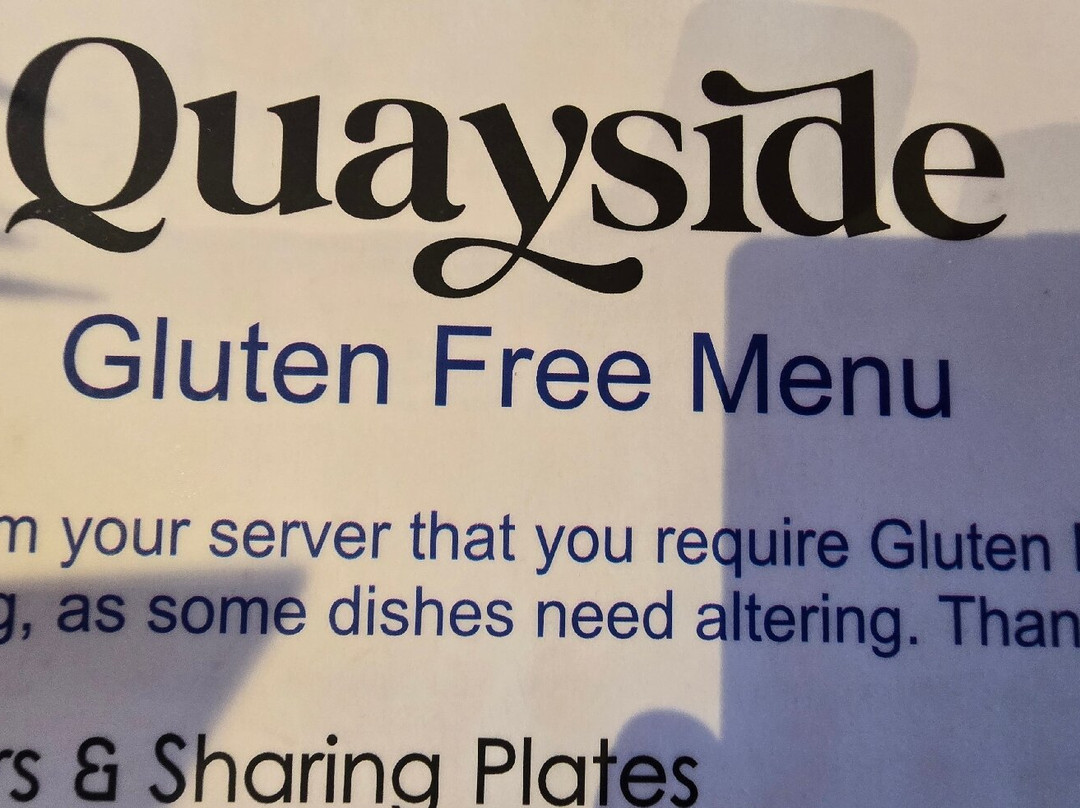 Quayside
Gluten Free Menu
m your server that you require Gluten
g, as some dishes need altering. Than
rs & Sharing Plates